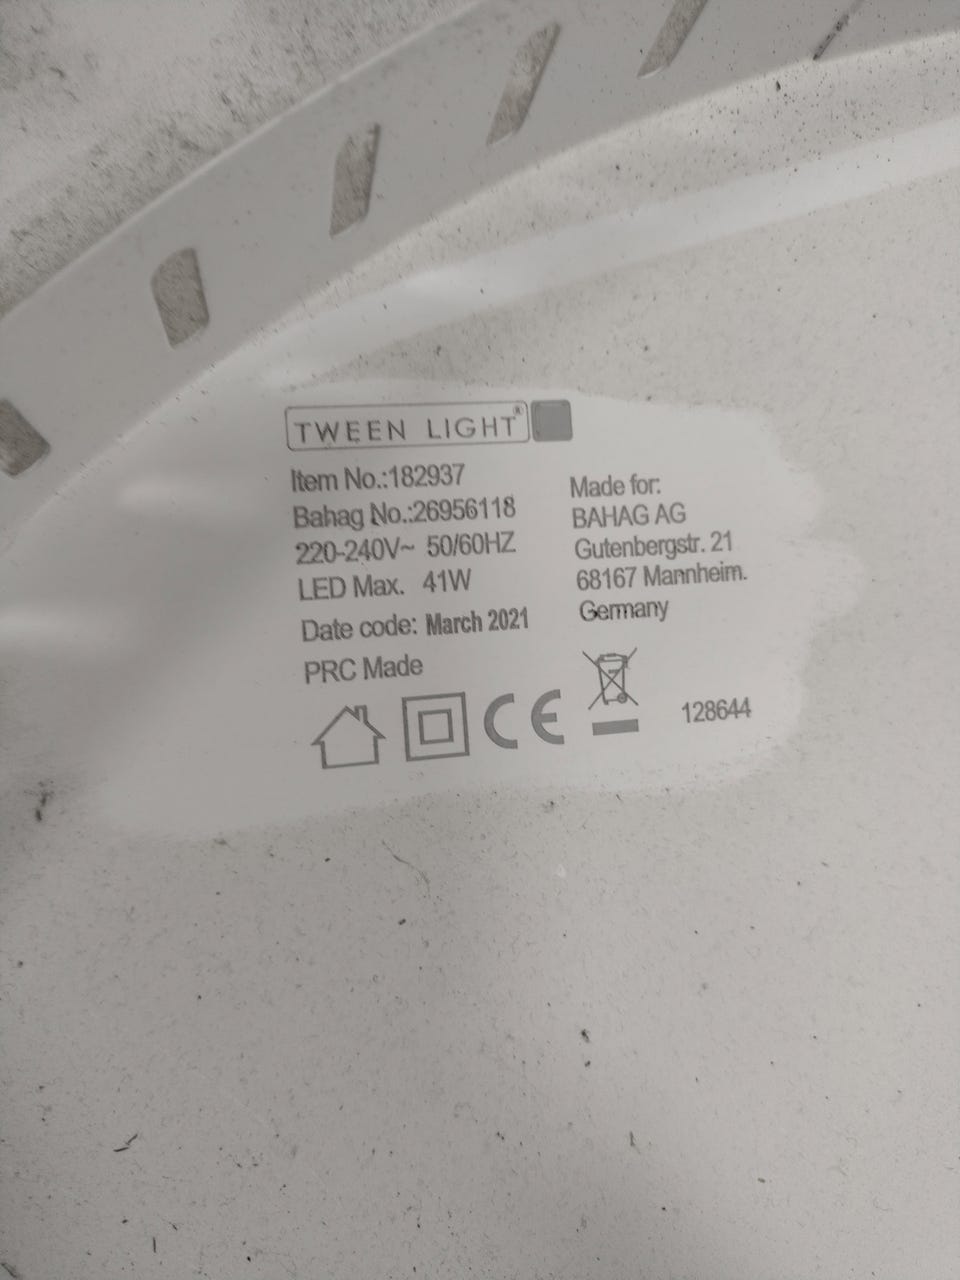 TWEEN LIGHT®
Item No.:182937
Bahag No.:26956118
220-240V~ 50/60HZ
LED Max. 41W
Date code: March 2021
PRC Made
Made for:
BAHAG AG
Gutenbergstr. 21
68167 Mannheim.
Germany
CE
128644